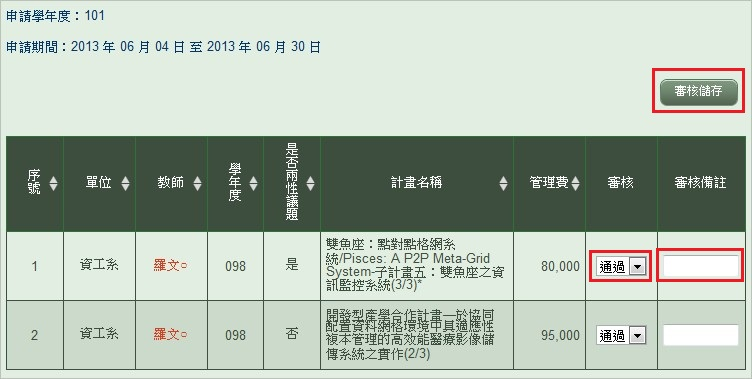 申請學年度：101
申請期間：2013 年 06 月 04 日 至 2013 年 06 月 30 日
審核儲存
序號 單位 教師 學年度 是否兩性議題 計畫名稱 管理費 審核 審核備註
1 資工系 羅文○ 098 是 雙魚座：點對點格網系
統/Pisces: A P2P Meta-Grid
System-子計畫五：雙魚座之資
訊監控系統(3/3)* 80,000 通過
2 資工系 羅文○ 098 否 開發型產學合作計畫—於協同
配置資料網格環境中具適應性
複本管理的高效能醫療影像儲
傳系統之實作(2/3) 95,000 通過